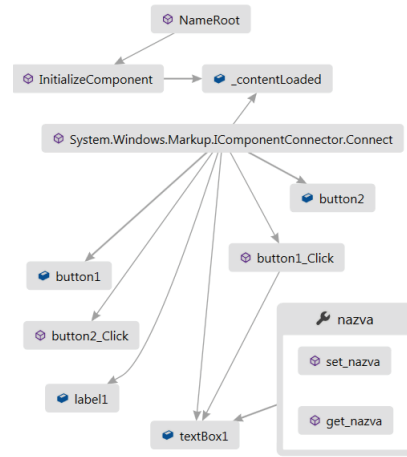 NameRoot
InitializeComponent
_contentLoaded
System.Windows.Markup.IComponentConnector.Connect
button2
button1
button1_Click
nazva
button2_Click
set_nazva
label1
get_nazva
textBox1